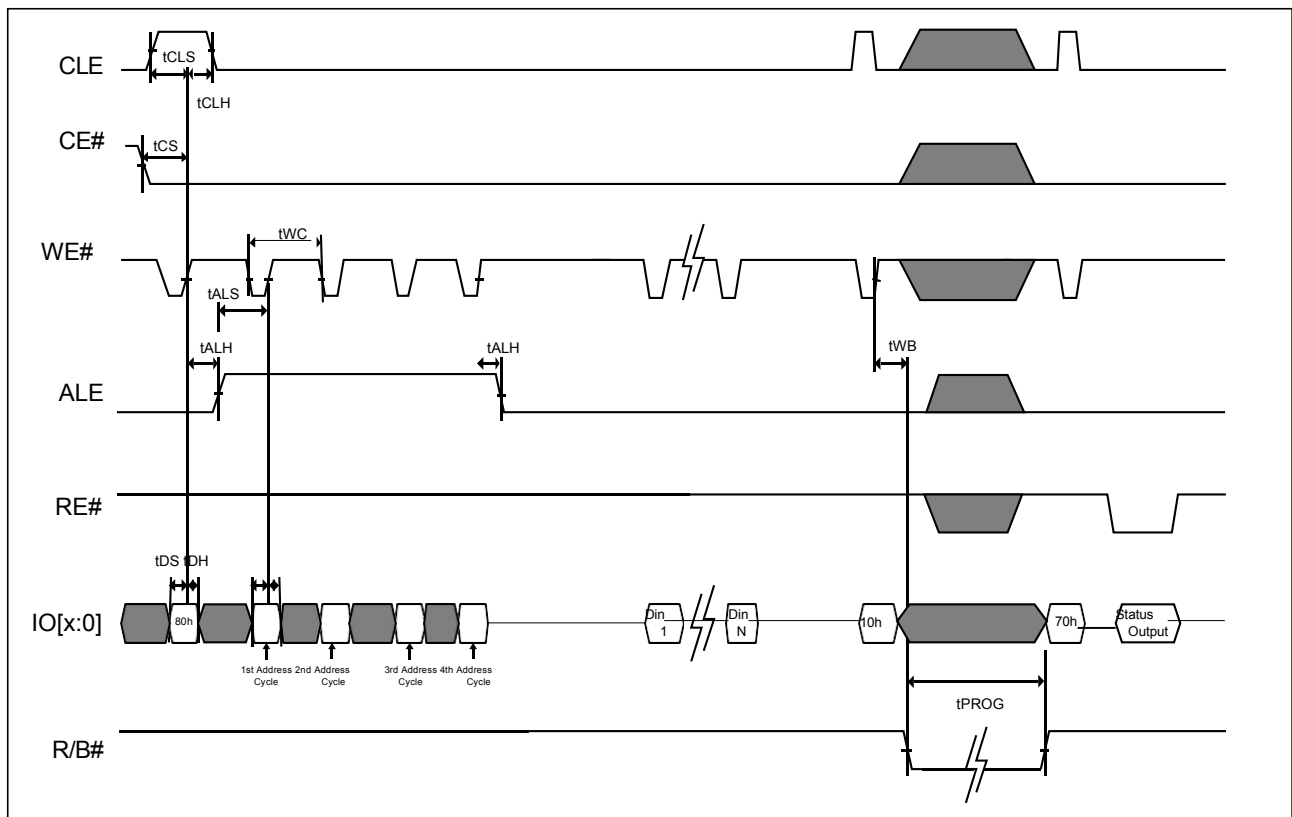 CLE
tCLS
tCLH
CE#
tCS
WE#
tWC
tALS
tALH
tALH
tWB
ALE
RE#
tDS tDH
IO[x:0]
80h
Din
1
Din
N
10h
70h
Status
Output
1st Address
Cycle
2nd Address
Cycle
3rd Address
Cycle
4th Address
Cycle
tPROG
R/B#